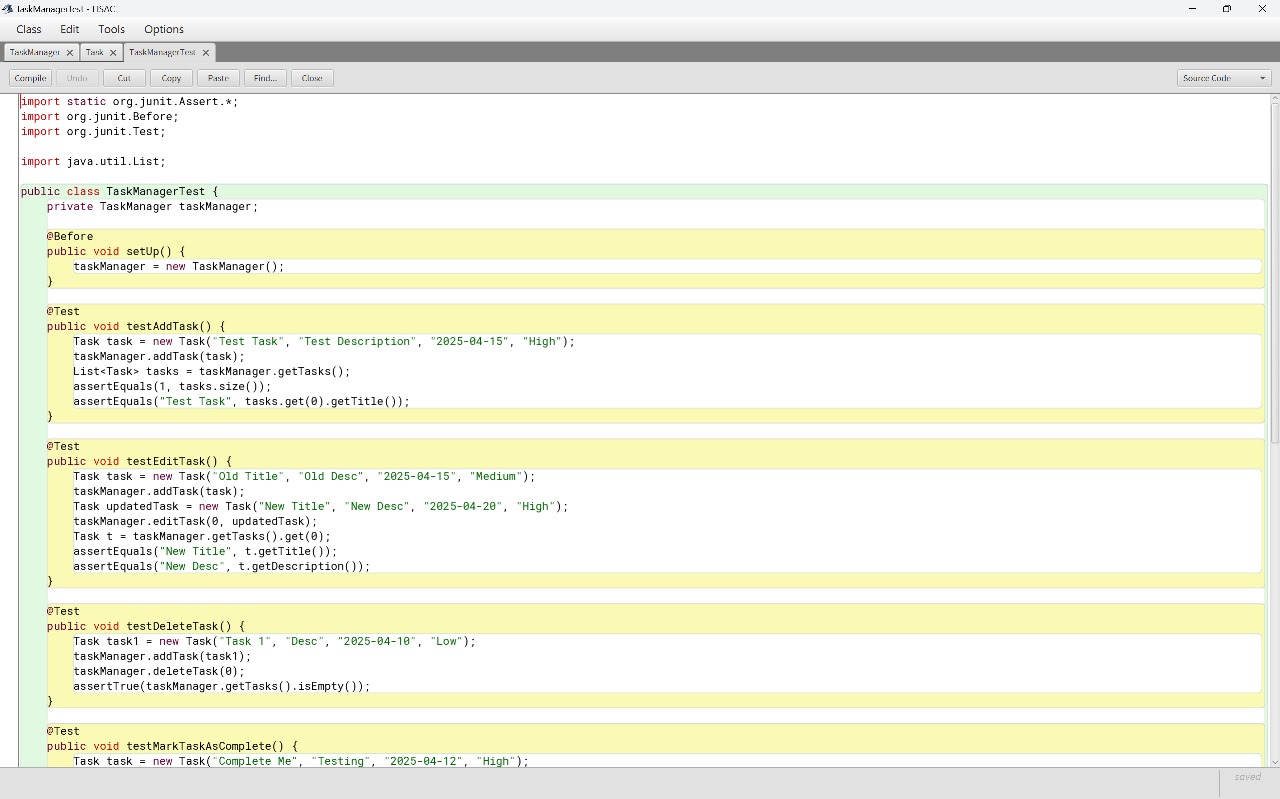 TaskManagerTest - HSAC
Class Edit Tools Options
TaskManager × Task × TaskManagerTest ×
Compile Undo Cut Copy Paste Find... Close Source Code
import static org.junit.Assert.*;
import org.junit.Before;
import org.junit.Test;
import java.util.List;
public class TaskManagerTest {
private TaskManager taskManager;
@Before
public void setUp() {
taskManager = new TaskManager();
}
@Test
public void testAddTask() {
Task task = new Task("Test Task", "Test Description", "2025-04-15", "High");
taskManager.addTask(task);
List<Task> tasks = taskManager.getTasks();
assertEquals(1, tasks.size());
assertEquals("Test Task", tasks.get(0).getTitle());
}
@Test
public void testEditTask() {
Task task = new Task("Old Title", "Old Desc", "2025-04-15", "Medium");
taskManager.addTask(task);
Task updatedTask = new Task("New Title", "New Desc", "2025-04-20", "High");
taskManager.editTask(0, updatedTask);
Task t = taskManager.getTasks().get(0);
assertEquals("New Title", t.getTitle());
assertEquals("New Desc", t.getDescription());
}
@Test
public void testDeleteTask() {
Task task1 = new Task("Task 1", "Desc", "2025-04-10", "Low");
taskManager.addTask(task1);
taskManager.deleteTask(0);
assertTrue(taskManager.getTasks().isEmpty());
}
@Test
public void testMarkTaskAsComplete() {
Task task = new Task("Complete Me", "Testing", "2025-04-12", "High");
saved